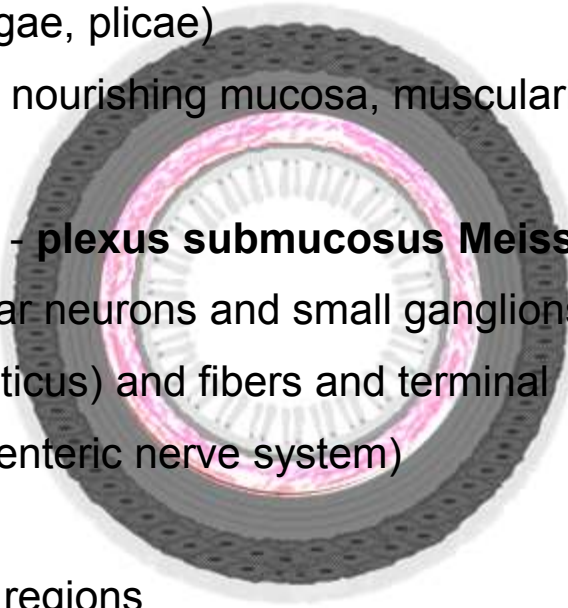 gae, plicae)
nourishing mucosa, muscular
- plexus submucosus Meiss
ar neurons and small ganglions
ticus) and fibers and terminal
enteric nerve system)
regions